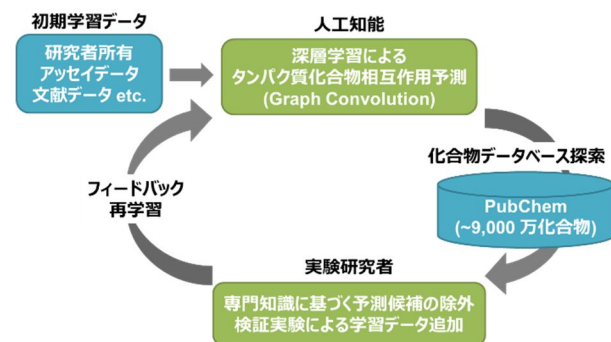 初期学習データ
研究者所有
アッセイデータ
文献データ etc.
人工知能
深層学習による
タンパク質化合物相互作用予測
(Graph Convolution)
化合物データベース探索
PubChem
(~9,000 万化合物)
フィードバック
再学習
実験研究者
専門知識に基づく予測候補の除外
検証実験による学習データ追加